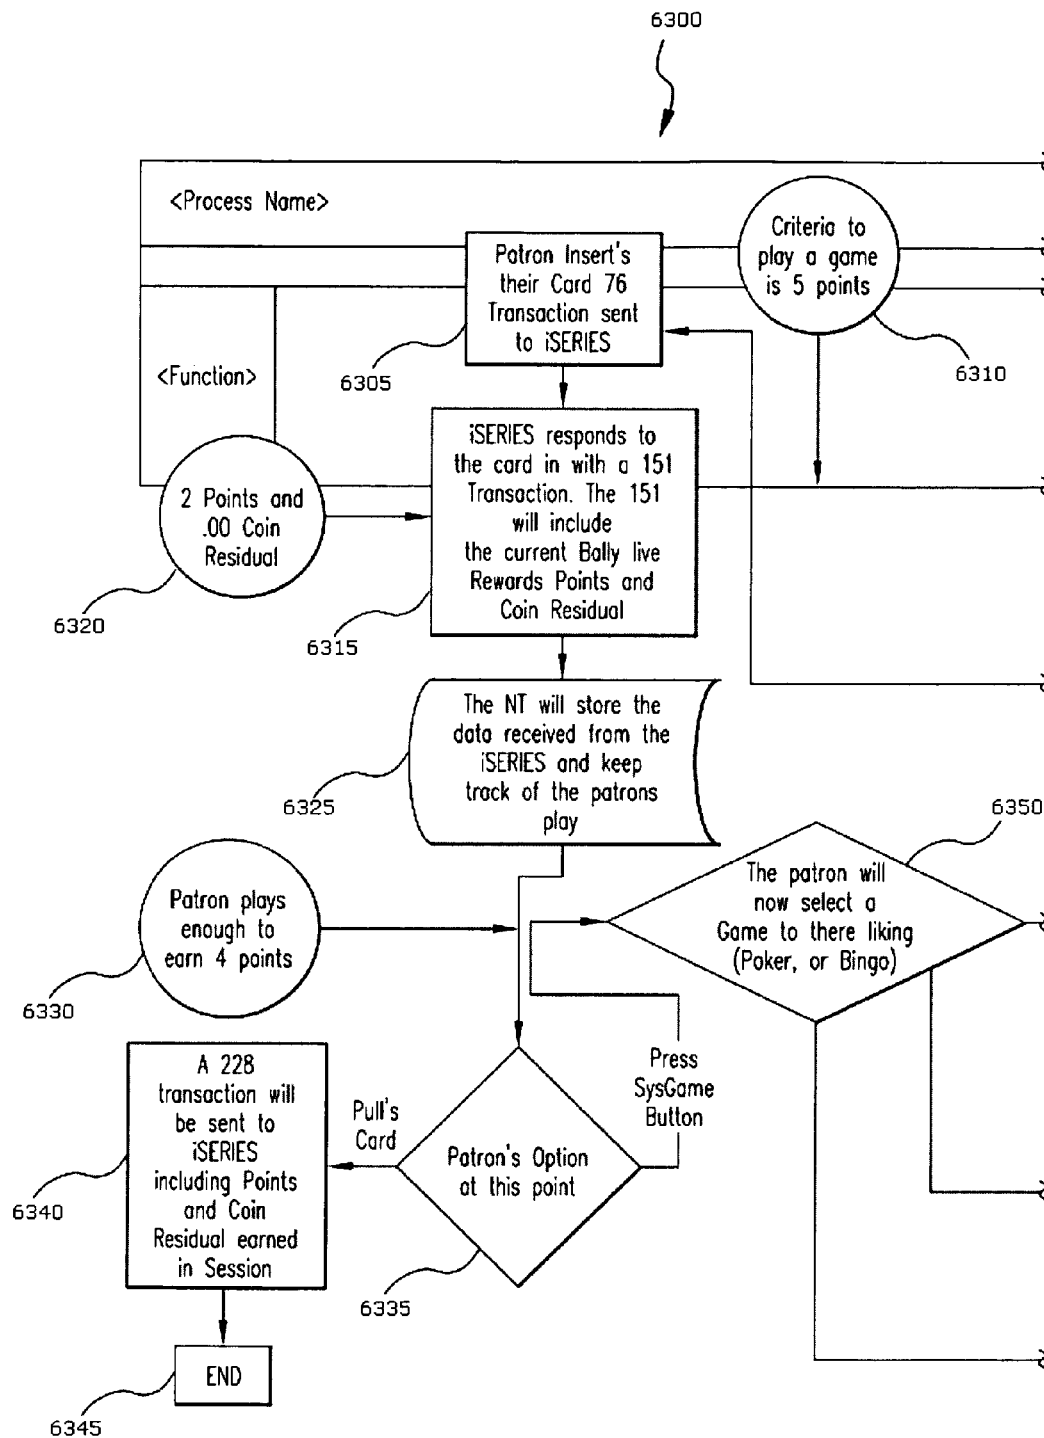 6300
<Process Name>
Criteria to
play a game
is 5 points
6310
Patron Insert's
their Card 76
Transaction sent
to iSERIES
6305
<Function>
iSERIES responds to
the card in with a 151
Transaction. The 151
will include
the current Bally live
Rewards Points and
Coin Residual
6315
2 Points and
.00 Coin
Residual
6320
The NT will store the
data received from the
iSERIES and keep
track of the patrons
play
6325
6350
The patron will
now select a
Game to there liking
(Poker, or Bingo)
Patron plays
enough to
earn 4 points
6330
Press
SysGame
Button
Pull's
Card
Patron's Option
at this point
6335
A 228
transaction will
be sent to
iSERIES
including Points
and Coin
Residual earned
in Session
6340
END
6345